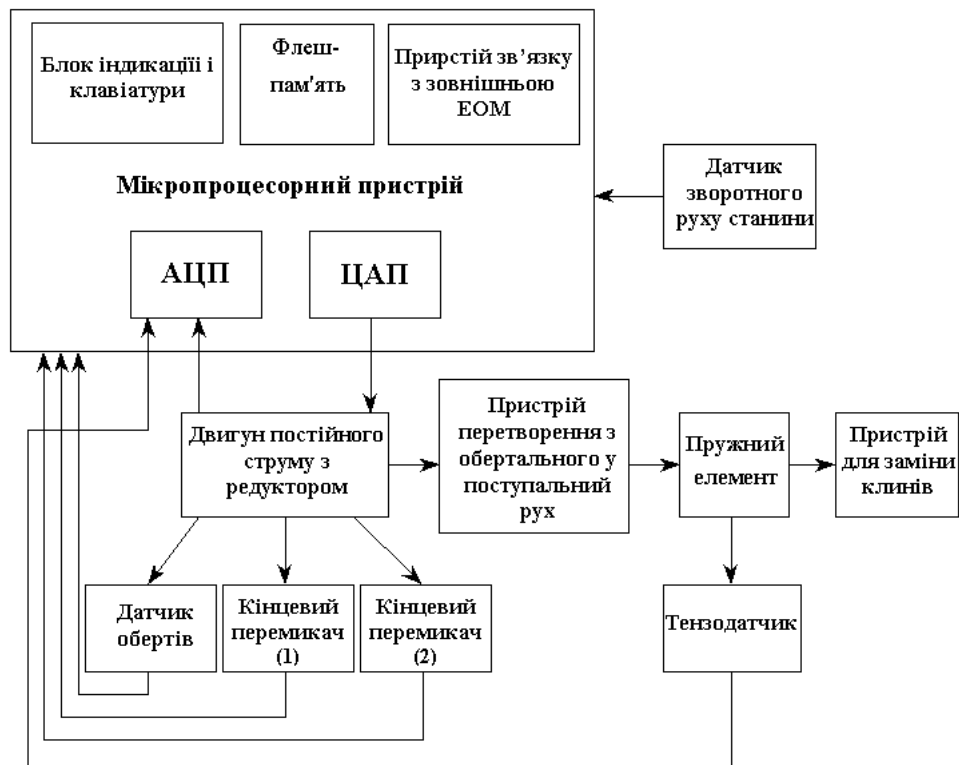 Блок індикаціїі і
клавіатури
Флеш-
пам'ять
Прирстій зв’язку
з зовнішньою
ЕОМ
Мікропроцесорний пристрій
Датчик
зворотного
руху станини
АЦП
ЦАП
Двигун постійного
струму з
редуктором
Пристрій
перетворення з
обертального у
поступальний
рух
Пружний
елемент
Пристрій
для заміни
клинів
Датчик
обертів
Кінцевий
перемикач
(1)
Кінцевий
перемикач
(2)
Тензодатчик